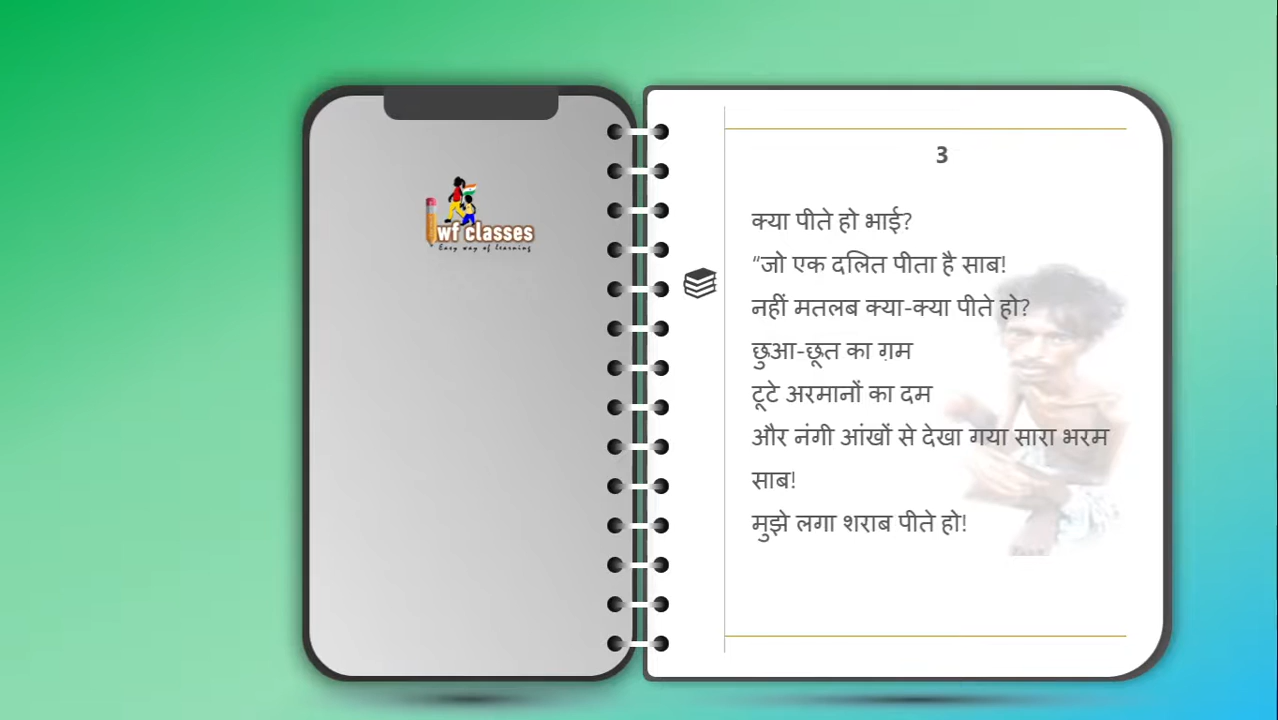 wf classes
Easy way of learning
3
क्या पीते हो भाई?
“जो एक दलित पीता है साब!
नहीं मतलब क्या-क्या पीते हो?
छुआ-छूत का ग़म
टूटे अरमानों का दम
और नंगी आंखों से देखा गया सारा भरम
साब!
मुझे लगा शराब पीते हो!